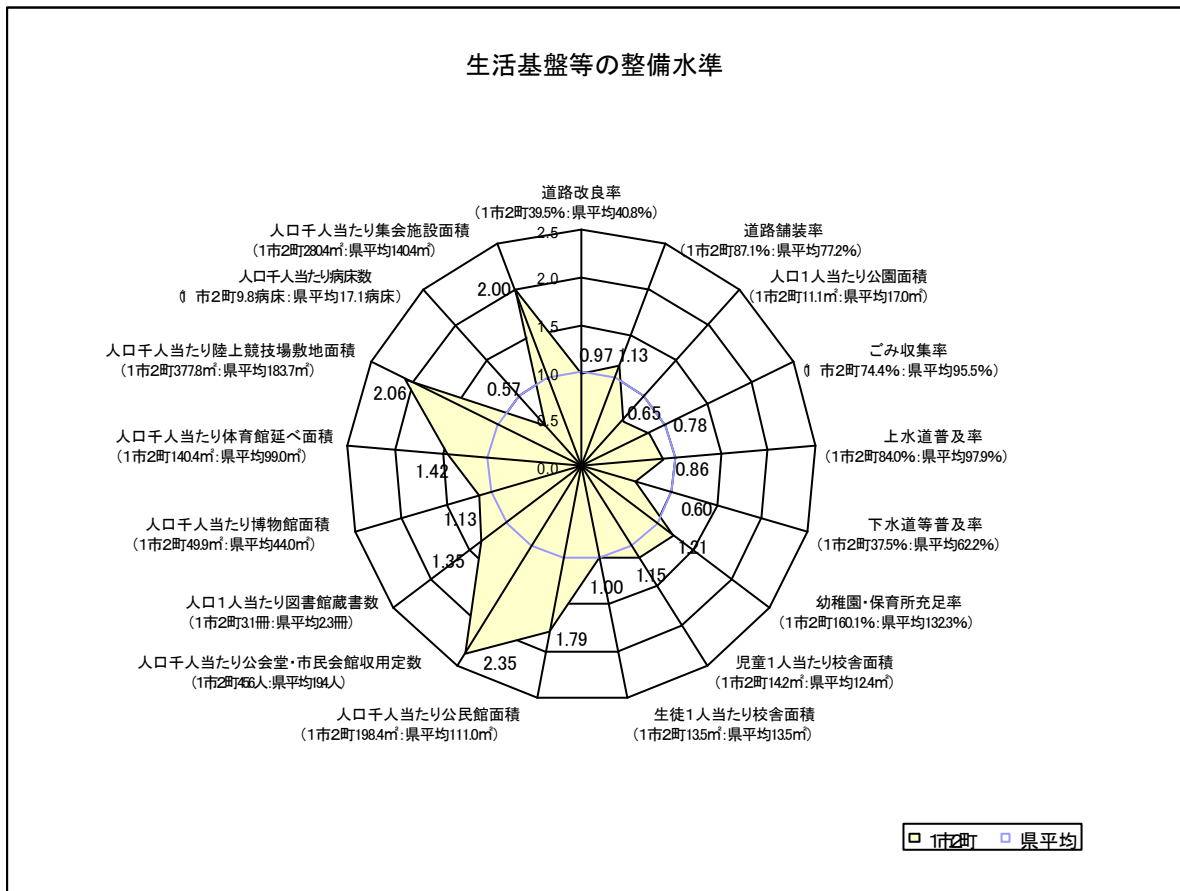 生活基盤等の整備水準
道路改良率
(1市2町39.5%:県平均40.8%)
道路舗装率
(1市2町87.1%:県平均77.2%)
人口1人当たり公園面積
(1市2町11.1㎡:県平均17.0㎡)
ごみ収集率
(1市2町74.4%:県平均95.5%)
上水道普及率
(1市2町84.0%:県平均97.9%)
下水道等普及率
(1市2町37.5%:県平均62.2%)
幼稚園・保育所充足率
(1市2町160.1%:県平均132.3%)
児童1人当たり校舎面積
(1市2町14.2㎡:県平均12.4㎡)
生徒1人当たり校舎面積
(1市2町13.5㎡:県平均13.5㎡)
人口千人当たり公民館面積
(1市2町198.4㎡:県平均111.0㎡)
人口千人当たり公会堂・市民会館収用定数
(1市2町45.6人:県平均19.4人)
人口1人当たり図書館蔵書数
(1市2町3.1冊:県平均2.3冊)
人口千人当たり博物館面積
(1市2町49.9㎡:県平均44.0㎡)
人口千人当たり体育館延べ面積
(1市2町140.4㎡:県平均99.0㎡)
人口千人当たり陸上競技場敷地面積
(1市2町377.8㎡:県平均183.7㎡)
人口千人当たり病床数
(1市2町9.8病床:県平均17.1病床)
人口千人当たり集会施設面積
(1市2町280.4㎡:県平均140.4㎡)
2.5
2.0
1.5
1.0
0.5
0.0
0.97
1.13
0.65
0.78
0.86
0.60
1.21
1.15
1.00
1.79
2.35
1.35
1.13
1.42
2.06
0.57
2.00
1市2町
県平均